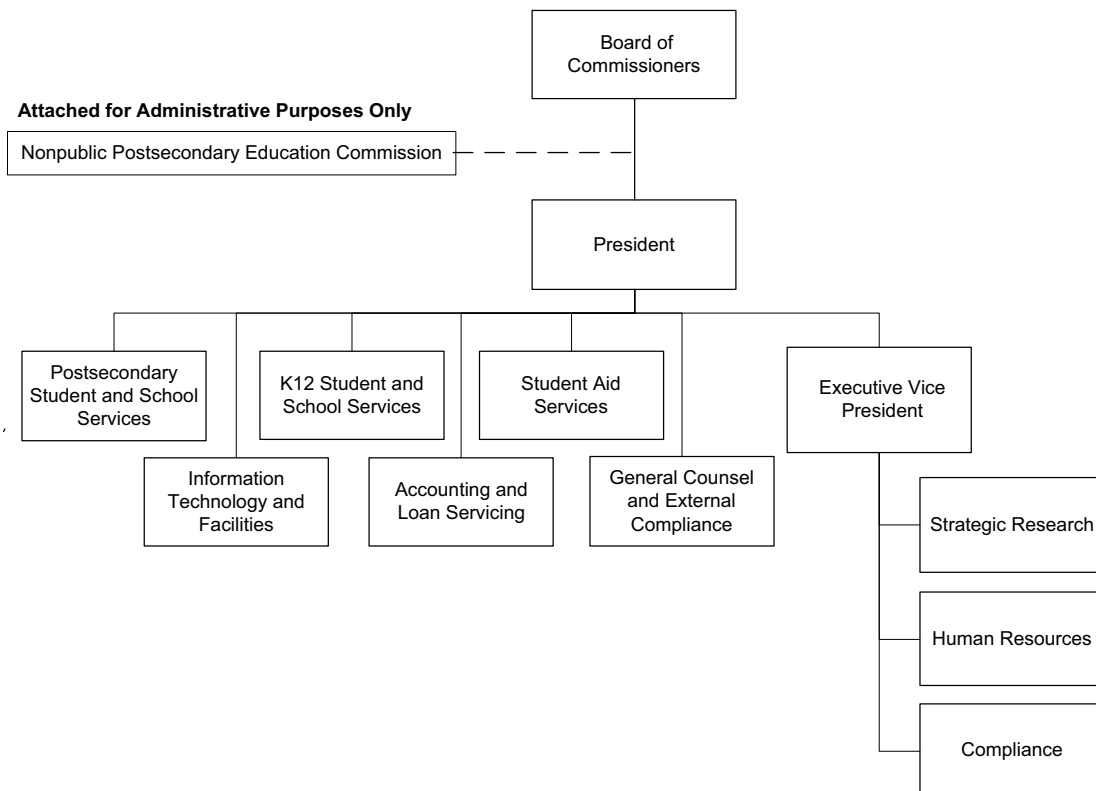 Board of
Commissioners
Attached for Administrative Purposes Only
Nonpublic Postsecondary Education Commission
President
Postsecondary
Student and School
Services
K12 Student and
School Services
Student Aid
Services
Executive Vice
President
Information
Technology and
Facilities
Accounting and
Loan Servicing
General Counsel
and External
Compliance
Strategic Research
Human Resources
Compliance